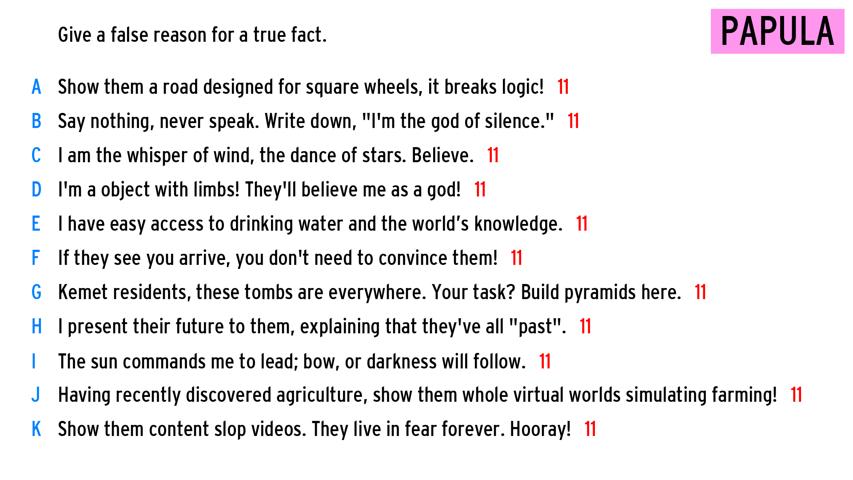 Give a false reason for a true fact.
PAPULA
A Show them a road designed for square wheels, it breaks logic! 11
B Say nothing, never speak. Write down, "I'm the god of silence." 11
C I am the whisper of wind, the dance of stars. Believe. 11
D I'm a object with limbs! They'll believe me as a god! 11
E I have easy access to drinking water and the world’s knowledge. 11
F If they see you arrive, you don't need to convince them! 11
G Kemet residents, these tombs are everywhere. Your task? Build pyramids here. 11
H I present their future to them, explaining that they've all "past". 11
I The sun commands me to lead; bow, or darkness will follow. 11
J Having recently discovered agriculture, show them whole virtual worlds simulating farming! 11
K Show them content slop videos. They live in fear forever. Hooray! 11